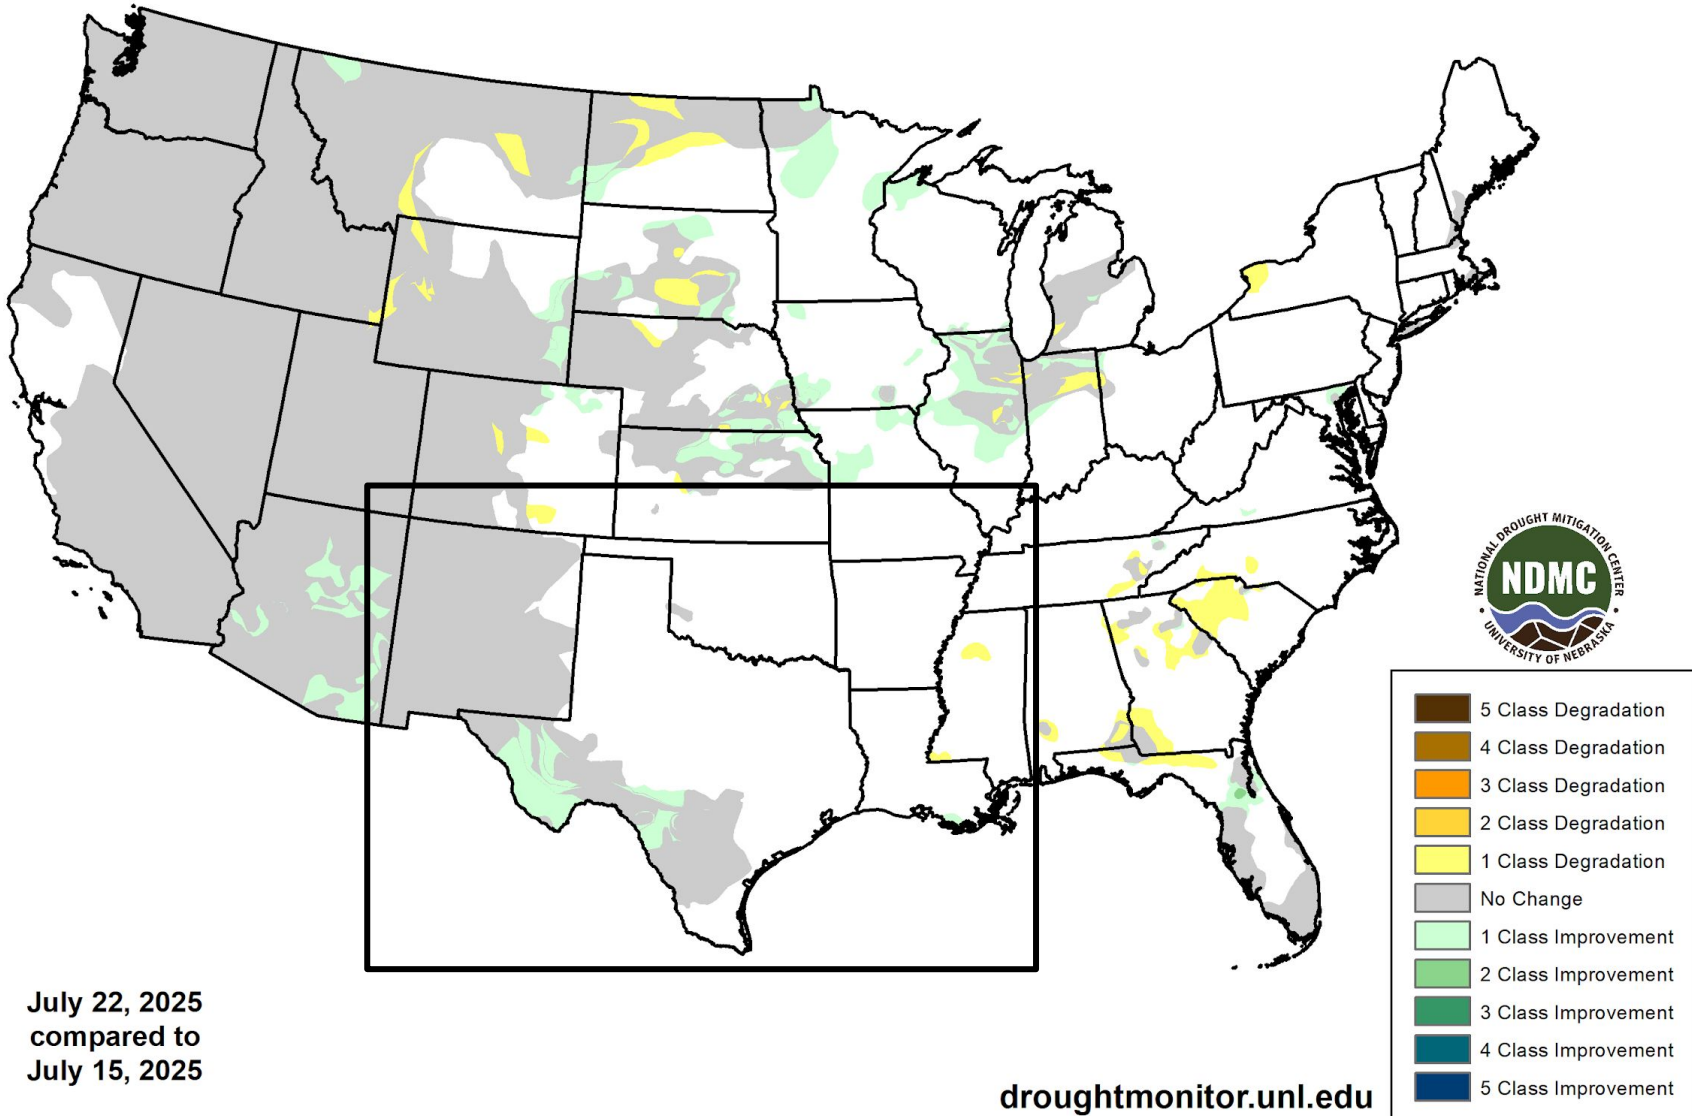 NATIONAL DROUGHT MITIGATION CENTER
NDMC
UNIVERSITY OF NEBRASKA
5 Class Degradation
4 Class Degradation
3 Class Degradation
2 Class Degradation
1 Class Degradation
No Change
1 Class Improvement
2 Class Improvement
3 Class Improvement
4 Class Improvement
5 Class Improvement
July 22, 2025
compared to
July 15, 2025
droughtmonitor.unl.edu